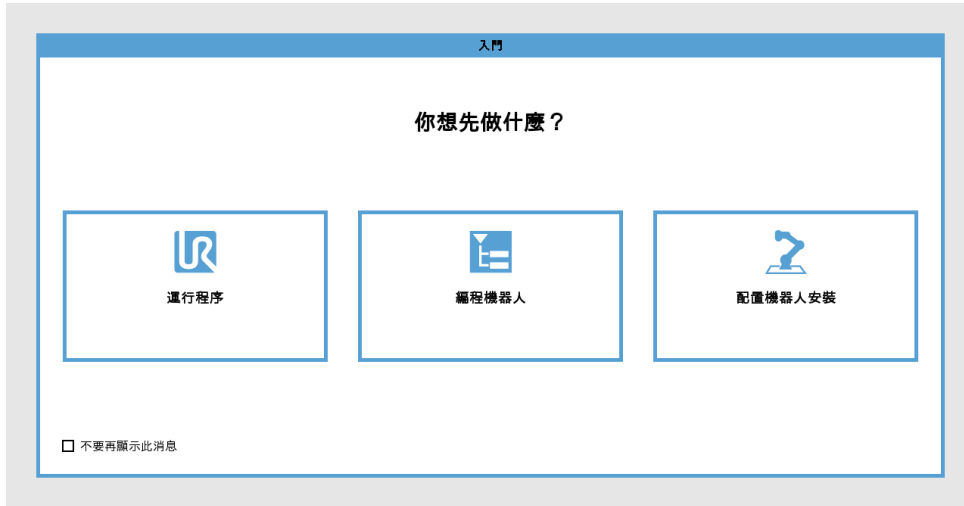 入門
你想先做什麼？
運行程序
編程機器人
配置機器人安裝
不要再顯示此消息